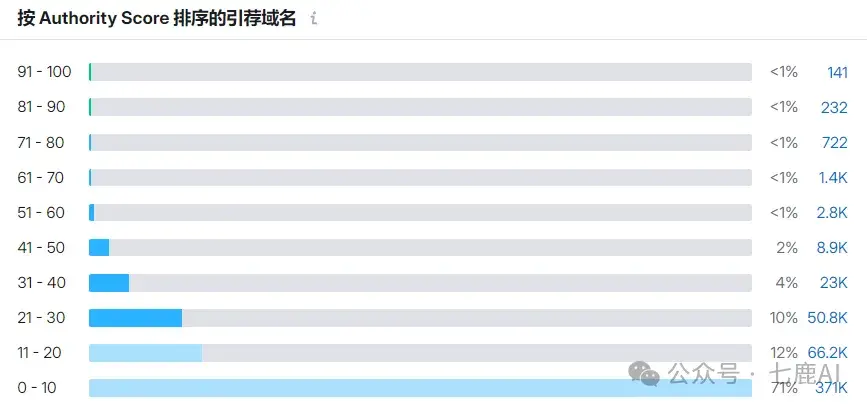 按 Authority Score 排序的引荐域名 i
91 - 100 <1% 141
81 - 90 <1% 232
71 - 80 <1% 722
61 - 70 <1% 1.4K
51 - 60 <1% 2.8K
41 - 50 2% 8.9K
31 - 40 4% 23K
21 - 30 10% 50.8K
11 - 20 12% 66.2K
0 - 10 71% 371K
公众号 · 七鹿AI